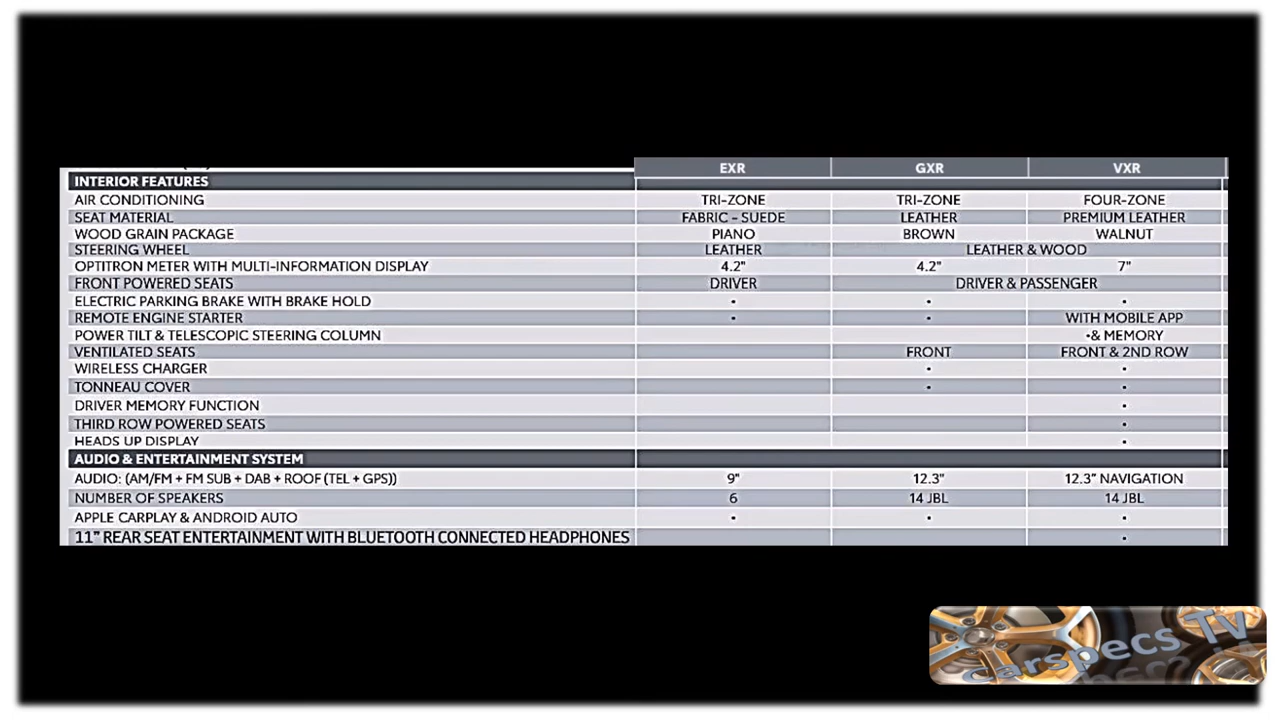 EXR GXR VXR
INTERIOR FEATURES
AIR CONDITIONING TRI-ZONE TRI-ZONE FOUR-ZONE
SEAT MATERIAL FABRIC - SUEDE LEATHER PREMIUM LEATHER
WOOD GRAIN PACKAGE PIANO BROWN WALNUT
STEERING WHEEL LEATHER LEATHER & WOOD
OPTITRON METER WITH MULTI-INFORMATION DISPLAY 4.2" 4.2" 7"
FRONT POWERED SEATS DRIVER DRIVER & PASSENGER
ELECTRIC PARKING BRAKE WITH BRAKE HOLD • • •
REMOTE ENGINE STARTER • • WITH MOBILE APP
POWER TILT & TELESCOPIC STEERING COLUMN •& MEMORY
VENTILATED SEATS FRONT FRONT & 2ND ROW
WIRELESS CHARGER • •
TONNEAU COVER • •
DRIVER MEMORY FUNCTION •
THIRD ROW POWERED SEATS •
HEADS UP DISPLAY •
AUDIO & ENTERTAINMENT SYSTEM
AUDIO: (AM/FM + FM SUB + DAB + ROOF (TEL + GPS)) 9" 12.3" 12.3" NAVIGATION
NUMBER OF SPEAKERS 6 14 JBL 14 JBL
APPLE CARPLAY & ANDROID AUTO • • •
11" REAR SEAT ENTERTAINMENT WITH BLUETOOTH CONNECTED HEADPHONES •
Carspecs Tv